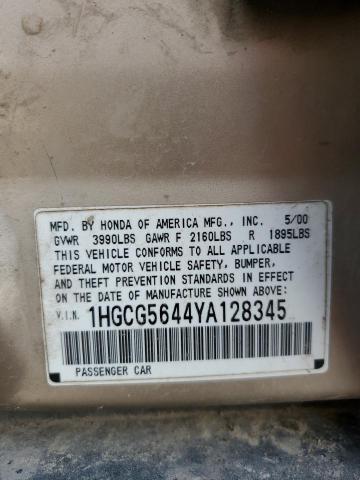 MFD. BY HONDA OF AMERICA MFG., INC. 5/00
GVWR 3990LBS GAWR F 2160LBS R 1895LBS
THIS VEHICLE CONFORMS TO ALL APPLICABLE
FEDERAL MOTOR VEHICLE SAFETY, BUMPER,
AND THEFT PREVENTION STANDARDS IN EFFECT
ON THE DATE OF MANUFACTURE SHOWN ABOVE.
V.I.N. 1HGCG5644YA128345
PASSENGER CAR